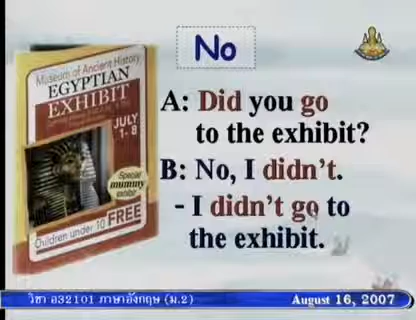 No
Museum of Ancient History
EGYPTIAN
EXHIBIT
JULY
1-8
Special
mummy
exhibit
Children under 10 FREE
A: Did you go
to the exhibit?
B: No, I didn't.
- I didn't go to
the exhibit.
วิชา อ32101 ภาษาอังกฤษ (ม.2)
August 16, 2007